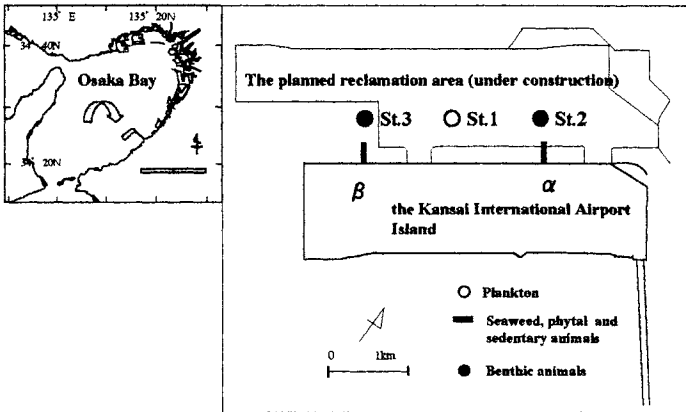 135° E 135° 20N
34° 40N
Osaka Bay
34° 20N
The planned reclamation area (under construction)
St.3 St.1 St.2
β α
the Kansai International Airport
Island
Plankton
Seaweed, phytal and
sedentary animals
0 1km
Benthic animals